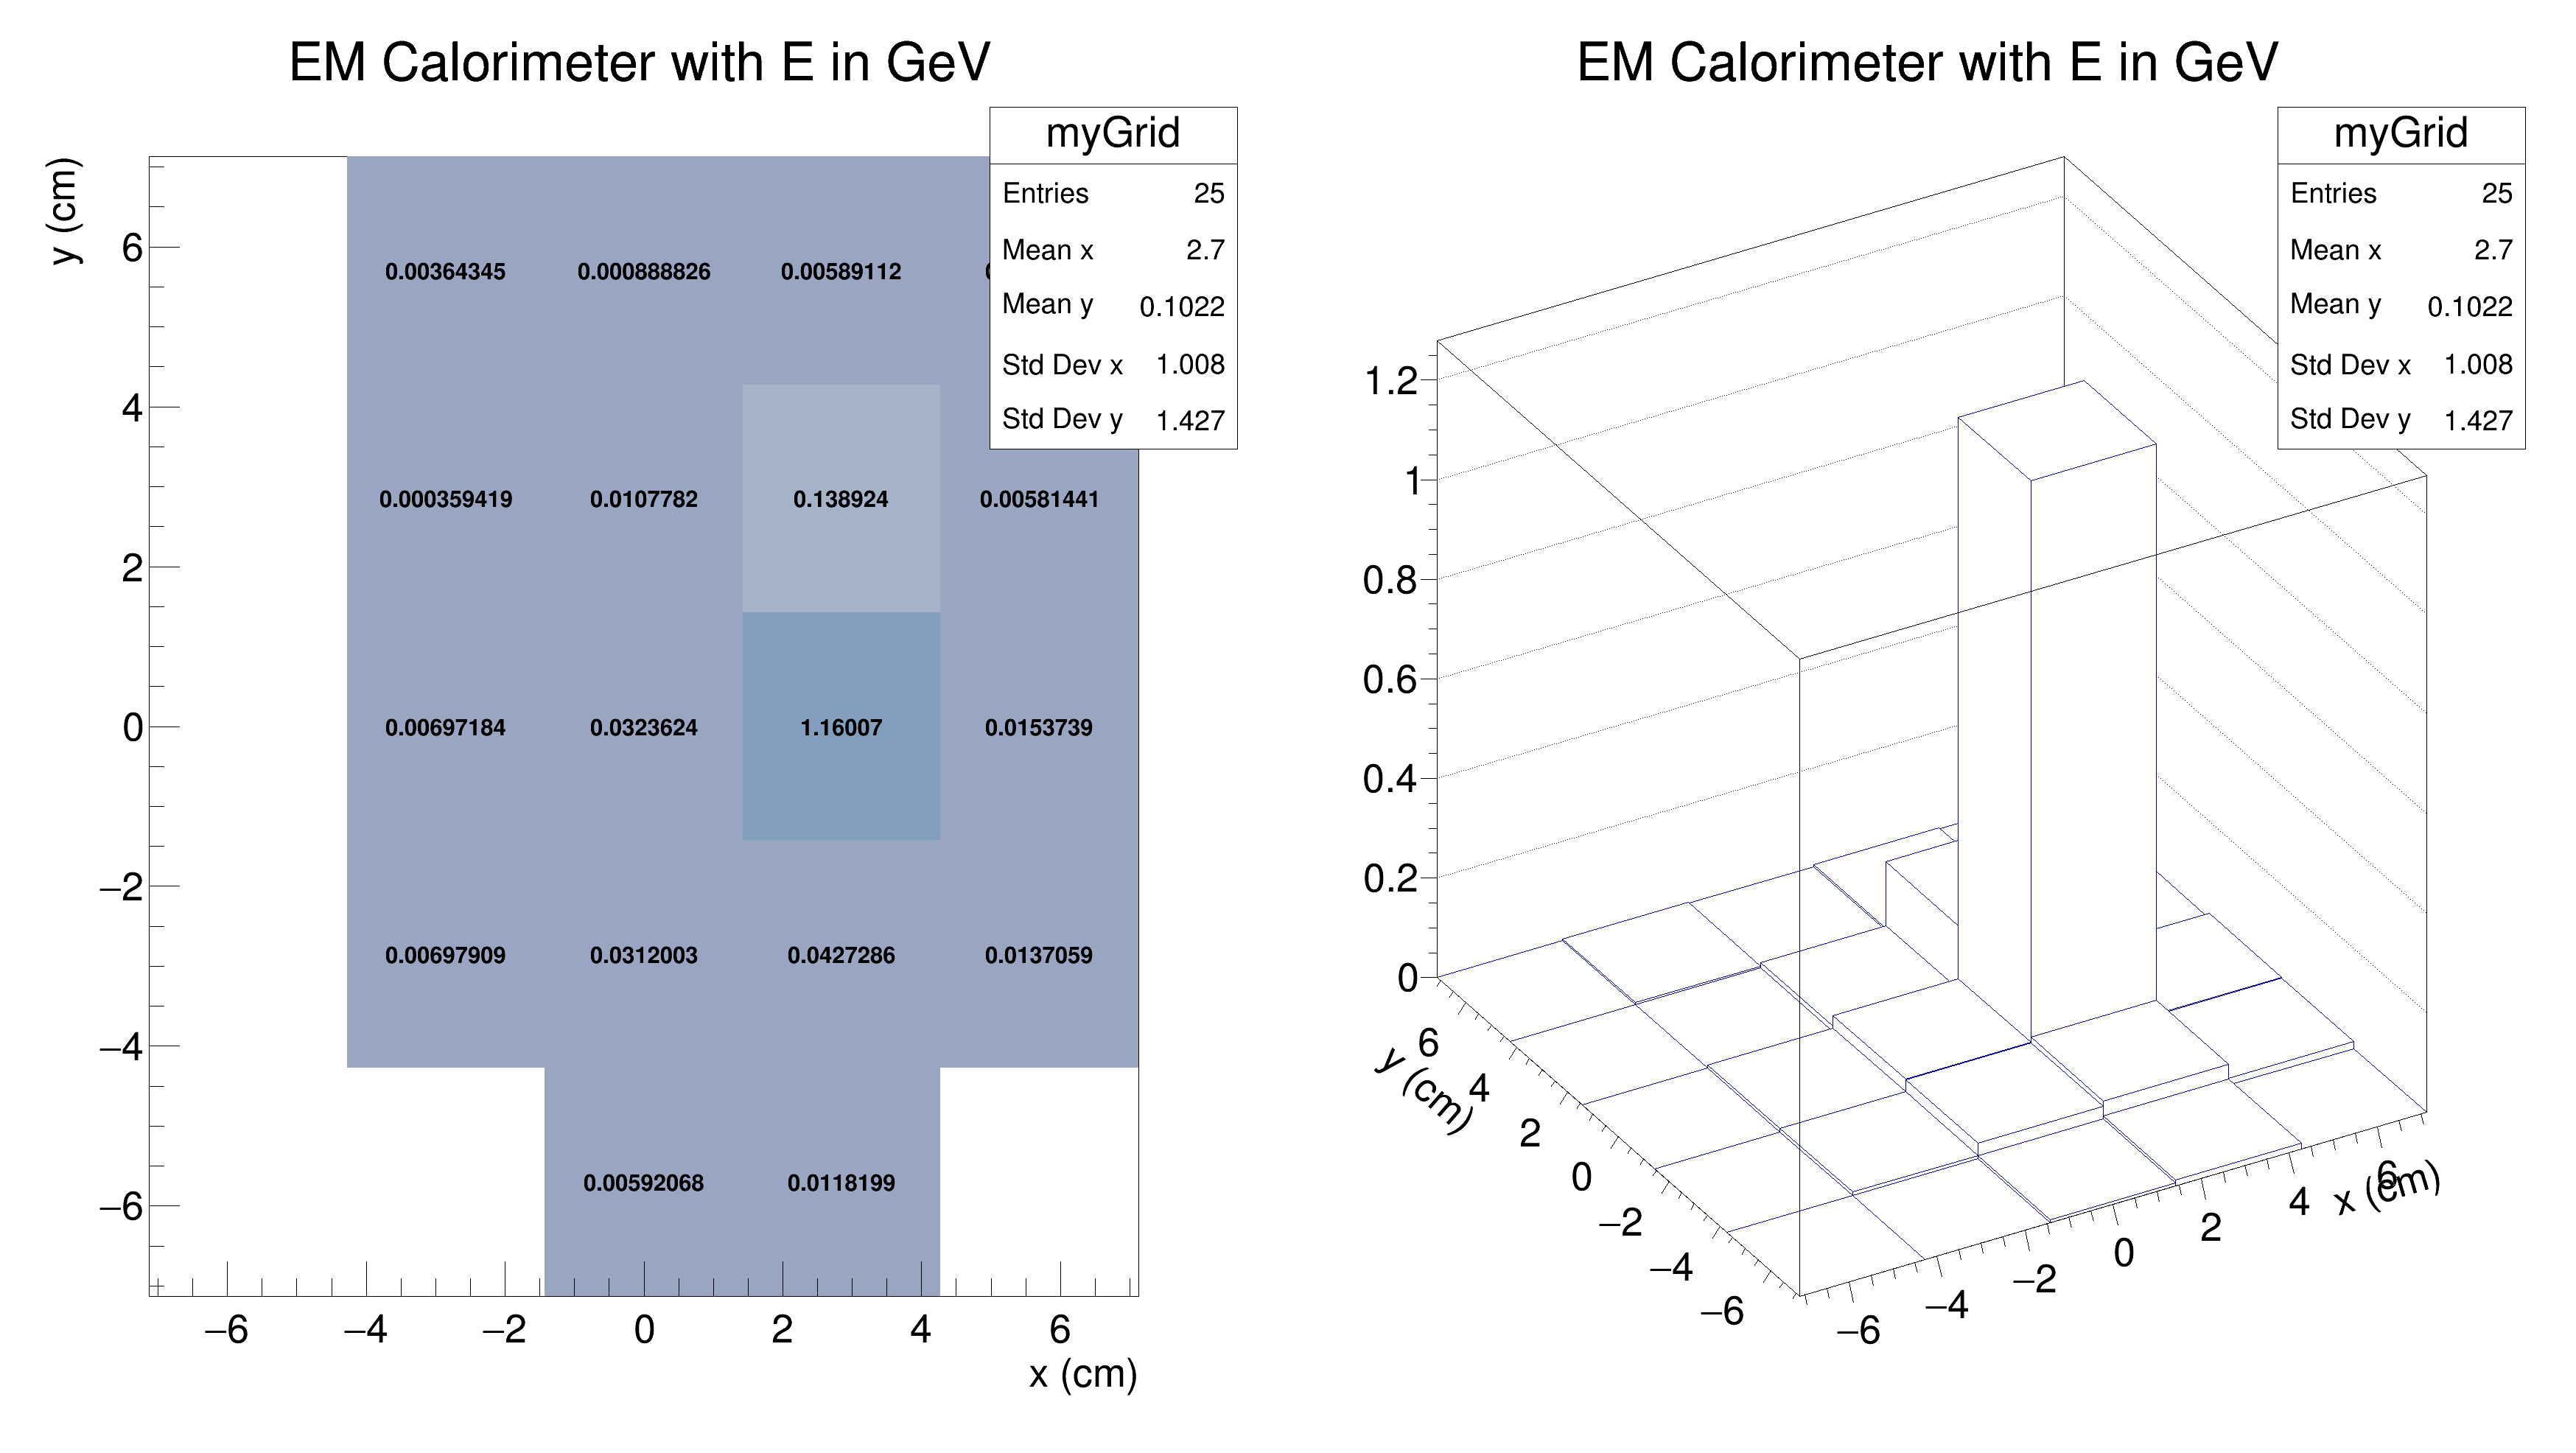 EM Calorimeter with E in GeV
myGrid
Entries 25
Mean x 2.7
Mean y 0.1022
Std Dev x 1.008
Std Dev y 1.427
y (cm)
6
4
2
0
−2
−4
−6
0.00364345 0.000888826 0.00589112
0.000359419 0.0107782 0.138924 0.00581441
0.00697184 0.0323624 1.16007 0.0153739
0.00697909 0.0312003 0.0427286 0.0137059
0.00592068 0.0118199
−6 −4 −2 0 2 4 6
x (cm)
EM Calorimeter with E in GeV
myGrid
Entries 25
Mean x 2.7
Mean y 0.1022
Std Dev x 1.008
Std Dev y 1.427
1.2
1
0.8
0.6
0.4
0.2
0
6
4
2
0
−2
−4
−6
y (cm)
−6 −4 −2 0 2 4 6
x (cm)